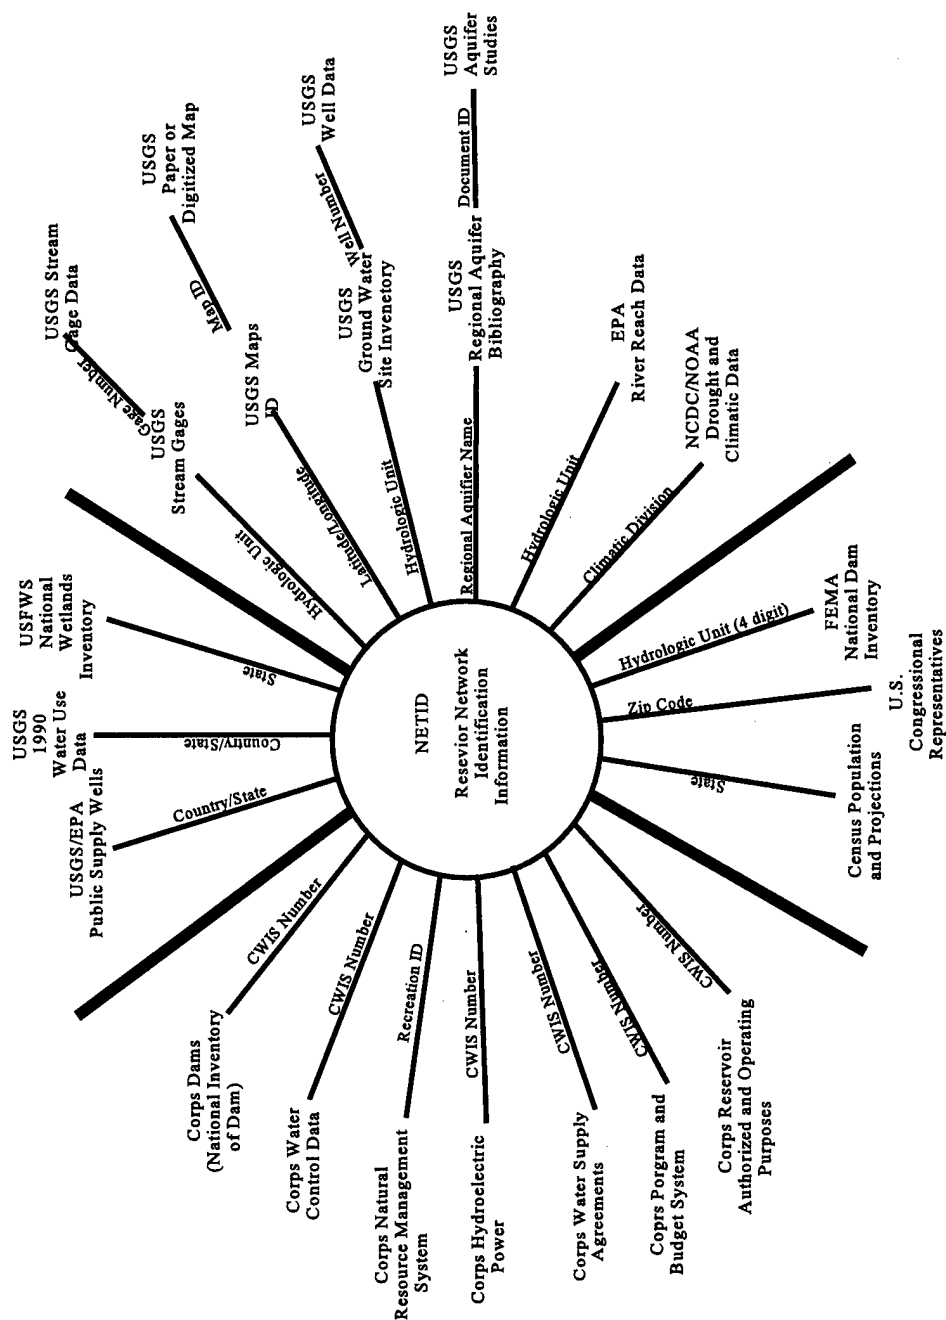 NETID
Resevior Network
Identification
Information
Country/State
USGS/EPA
Public Supply Wells
Country/State
USGS
1990
Water Use
Data
State
USFWS
National
Wetlands
Inventory
Hydrologic Unit
USGS
Stream Gages
Gage Number
USGS Stream
Gage Data
Latitude/Longitude
USGS Maps
ID
Map ID
USGS
Paper or
Digitized Map
Hydrologic Unit
USGS
Ground Water
Site Invenetory
Well Number
USGS
Well Data
Regional Aquifier Name
USGS
Regional Aquifer
Bibliography
Document ID
USGS
Aquifer
Studies
Hydrologic Unit
EPA
River Reach Data
Climatic Division
NCDC/NOAA
Drought and
Climatic Data
Hydrologic Unit (4 digit)
FEMA
National Dam
Inventory
Zip Code
U.S.
Congressional
Representatives
State
Census Population
and Projections
CWIS Number
Corps Reservoir
Authorized and Operating
Purposes
CWIS Number
Coprs Porgram and
Budget System
CWIS Number
Corps Water Supply
Agreements
CWIS Number
Corps Hydroelectric
Power
Recreation ID
Corps Natural
Resource Management
System
CWIS Number
Corps Water
Control Data
CWIS Number
Corps Dams
(National Inventory
of Dam)